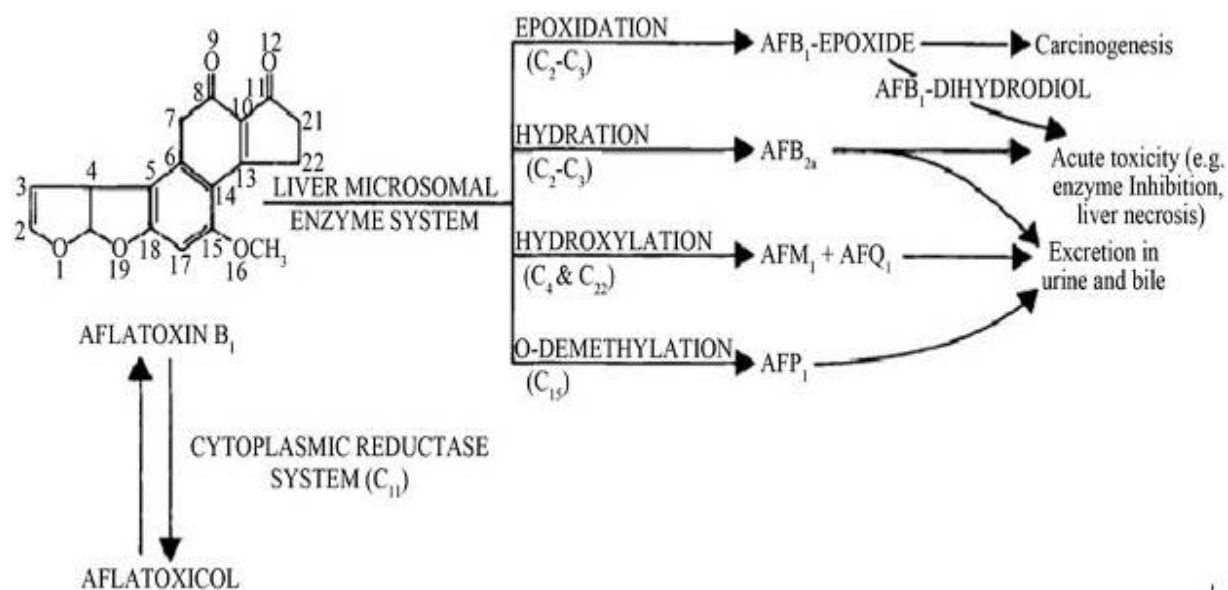 9
12
O
O
8
11
10
7
21
6
22
4
5
13
3
14
2
O
O
18
17
15
OCH₃
1
19
16
AFLATOXIN B₁
CYTOPLASMIC REDUCTASE
SYSTEM (C₁₁)
AFLATOXICOL
LIVER MICROSOMAL
ENZYME SYSTEM
EPOXIDATION
(C₂-C₃)
AFB₁-EPOXIDE
Carcinogenesis
AFB₁-DIHYDRODIOL
HYDRATION
(C₂-C₃)
AFB₂ₐ
Acute toxicity (e.g.
enzyme Inhibition,
liver necrosis)
HYDROXYLATION
(C₄ & C₂₂)
AFM₁ + AFQ₁
Excretion in
urine and bile
O-DEMETHYLATION
(C₁₅)
AFP₁